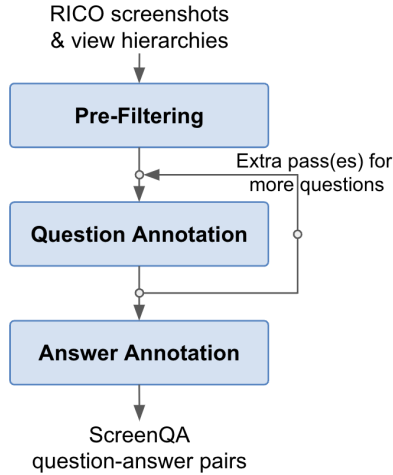 RICO screenshots
& view hierarchies
Pre-Filtering
Extra pass(es) for
more questions
Question Annotation
Answer Annotation
ScreenQA
question-answer pairs